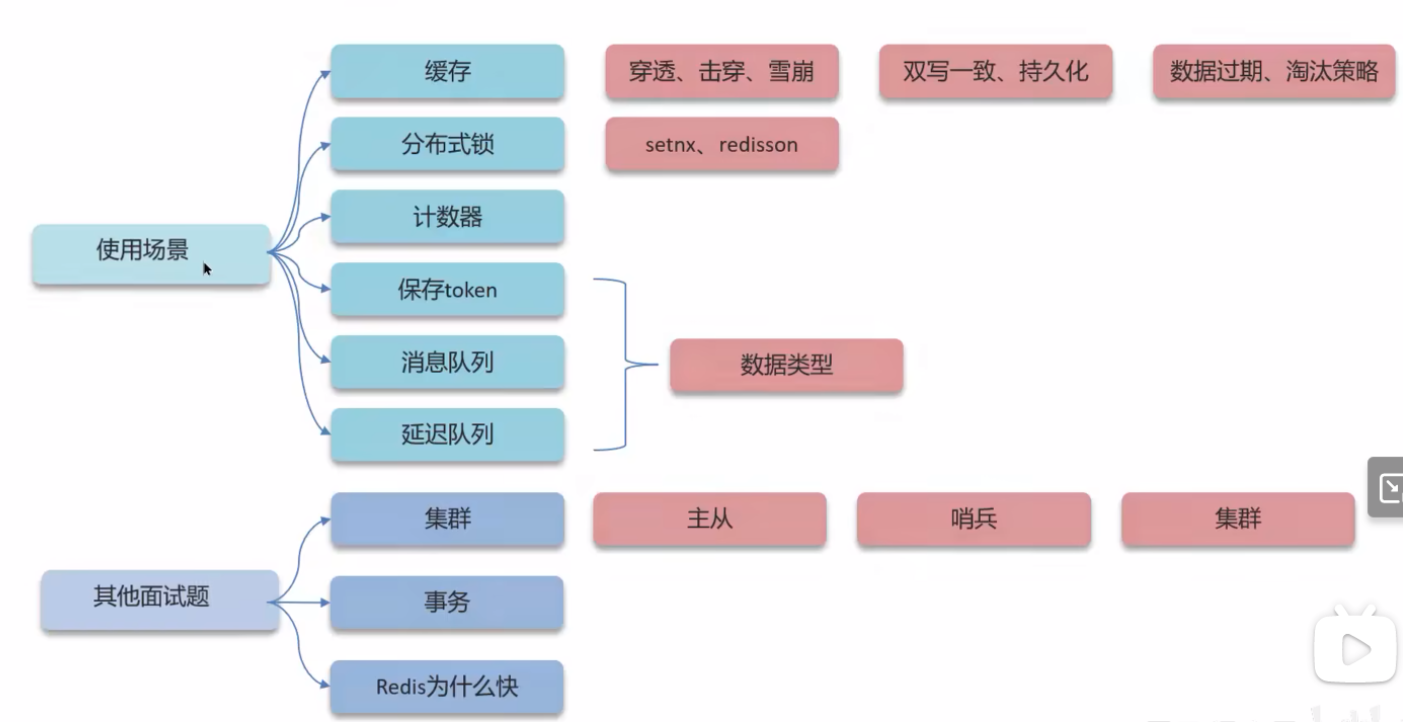 缓存
穿透、击穿、雪崩
双写一致、持久化
数据过期、淘汰策略
分布式锁
setnx、redisson
计数器
使用场景
保存token
消息队列
数据类型
延迟队列
集群
主从
哨兵
集群
其他面试题
事务
Redis为什么快